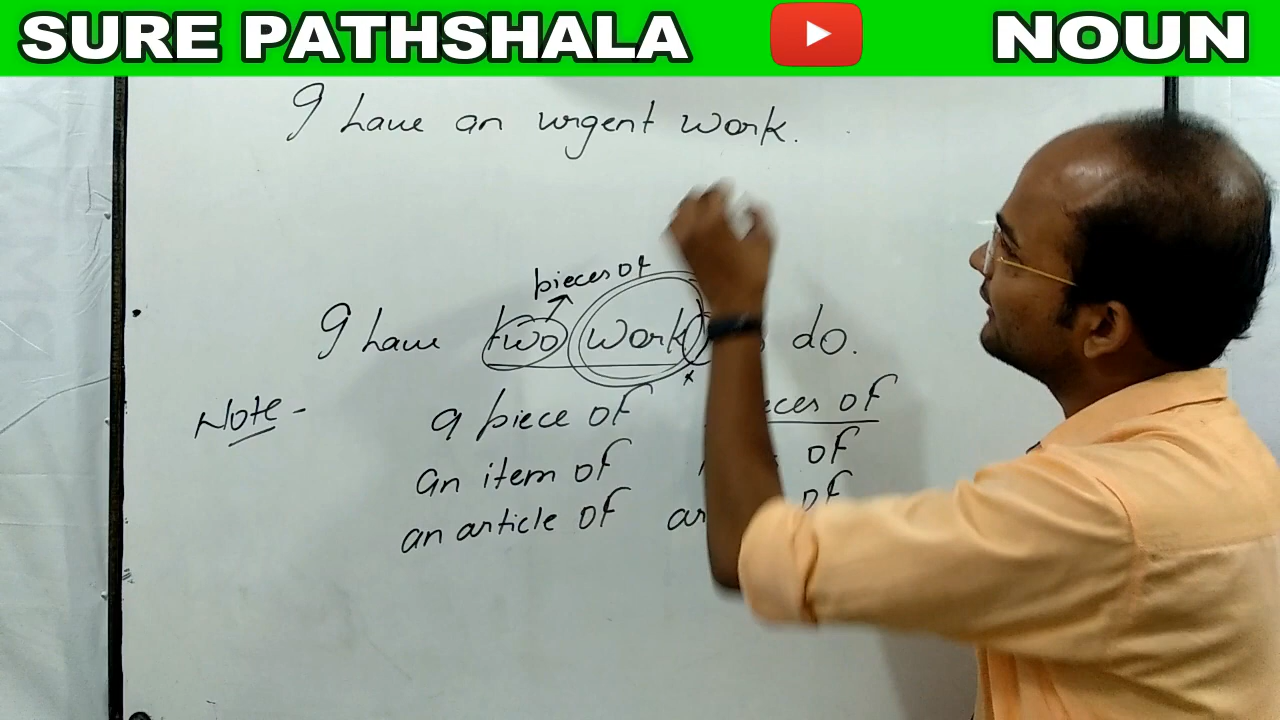 SURE PATHSHALA NOUN
I have an urgent work.
pieces of
I have two work do.
Note- a piece of of
an item of of
an article of of